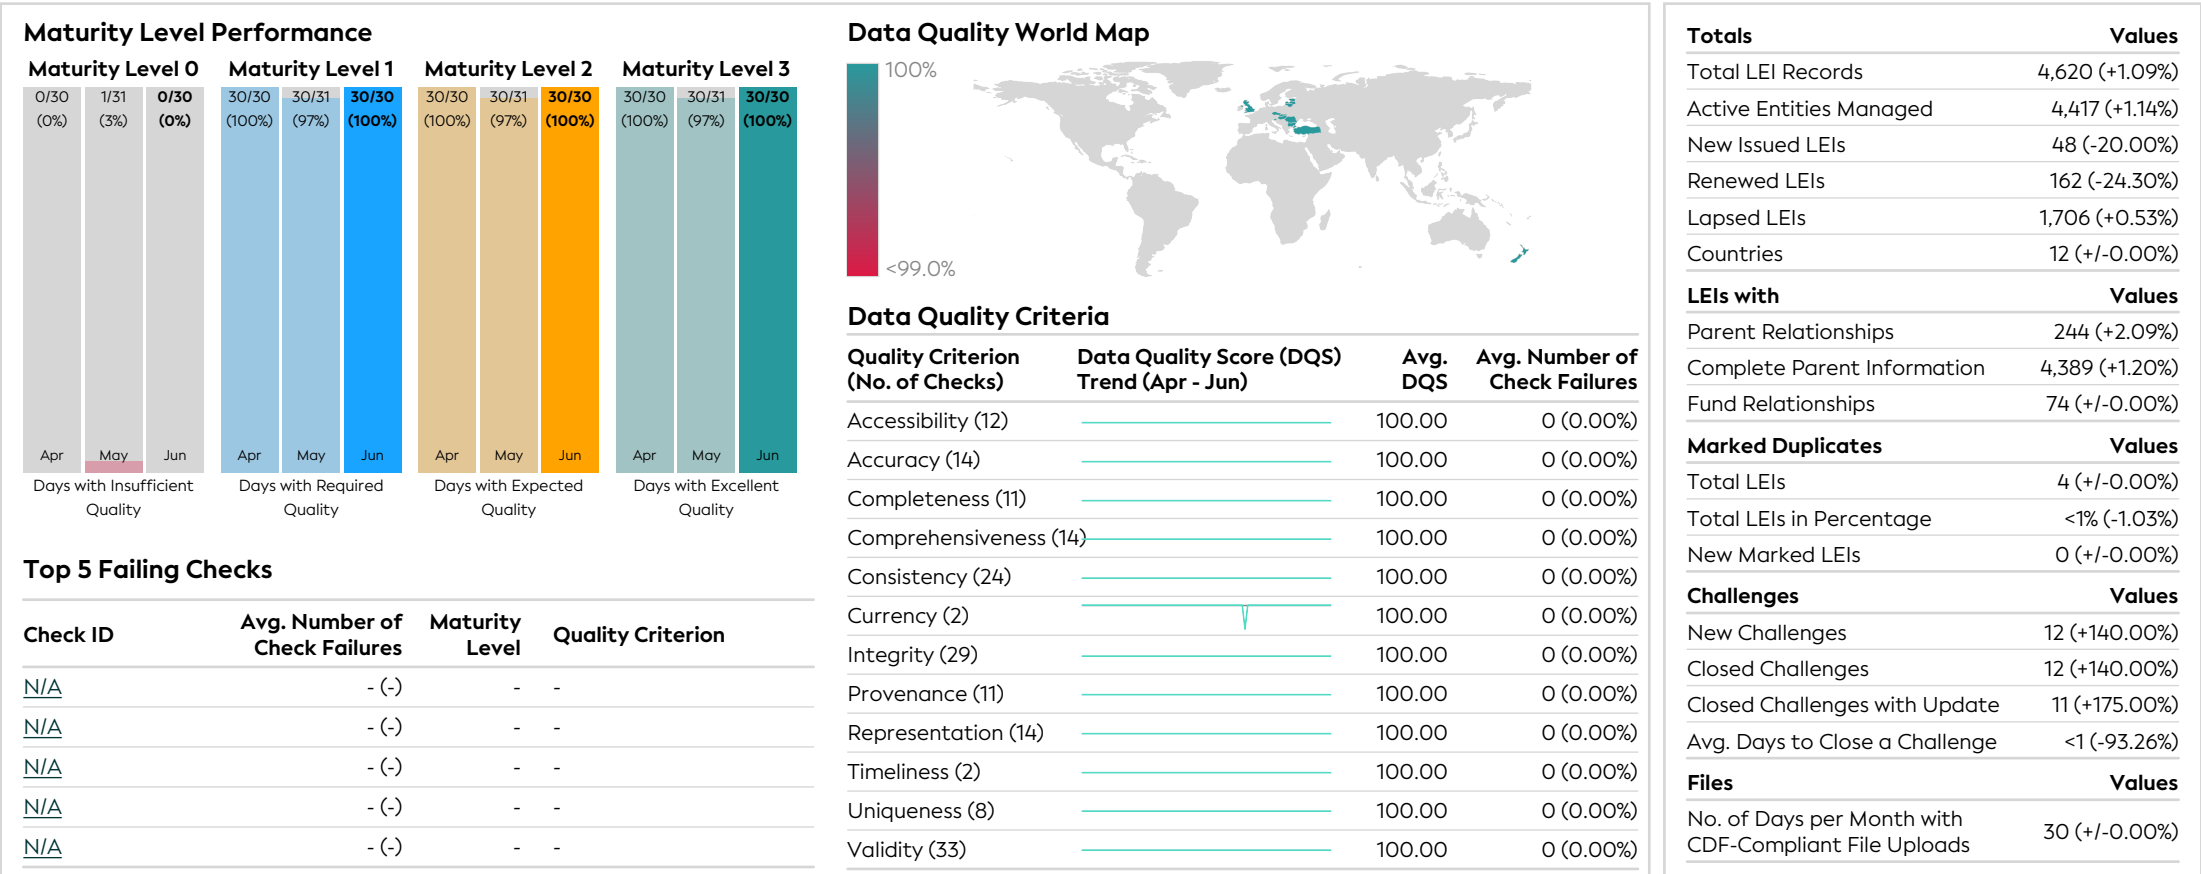 Maturity Level Performance
Maturity Level 0 Maturity Level 1 Maturity Level 2 Maturity Level 3
0/30 1/31 0/30 30/30 30/31 30/30 30/30 30/31 30/30 30/30 30/31 30/30
(0%) (3%) (0%) (100%) (97%) (100%) (100%) (97%) (100%) (100%) (97%) (100%)
Apr May Jun Apr May Jun Apr May Jun Apr May Jun
Days with Insufficient Days with Required Days with Expected Days with Excellent
Quality Quality Quality Quality
Top 5 Failing Checks
Check ID Avg. Number of Check Failures Maturity Level Quality Criterion
N/A - (-) - -
N/A - (-) - -
N/A - (-) - -
N/A - (-) - -
N/A - (-) - -
Data Quality World Map
100%
<99.0%
Data Quality Criteria
Quality Criterion Data Quality Score (DQS) Avg. Avg. Number of
(No. of Checks) Trend (Apr - Jun) DQS Check Failures
Accessibility (12) 100.00 0 (0.00%)
Accuracy (14) 100.00 0 (0.00%)
Completeness (11) 100.00 0 (0.00%)
Comprehensiveness (14) 100.00 0 (0.00%)
Consistency (24) 100.00 0 (0.00%)
Currency (2) 100.00 0 (0.00%)
Integrity (29) 100.00 0 (0.00%)
Provenance (11) 100.00 0 (0.00%)
Representation (14) 100.00 0 (0.00%)
Timeliness (2) 100.00 0 (0.00%)
Uniqueness (8) 100.00 0 (0.00%)
Validity (33) 100.00 0 (0.00%)
Totals Values
Total LEI Records 4,620 (+1.09%)
Active Entities Managed 4,417 (+1.14%)
New Issued LEIs 48 (-20.00%)
Renewed LEIs 162 (-24.30%)
Lapsed LEIs 1,706 (+0.53%)
Countries 12 (+/-0.00%)
LEIs with Values
Parent Relationships 244 (+2.09%)
Complete Parent Information 4,389 (+1.20%)
Fund Relationships 74 (+/-0.00%)
Marked Duplicates Values
Total LEIs 4 (+/-0.00%)
Total LEIs in Percentage <1% (-1.03%)
New Marked LEIs 0 (+/-0.00%)
Challenges Values
New Challenges 12 (+140.00%)
Closed Challenges 12 (+140.00%)
Closed Challenges with Update 11 (+175.00%)
Avg. Days to Close a Challenge <1 (-93.26%)
Files Values
No. of Days per Month with
CDF-Compliant File Uploads 30 (+/-0.00%)